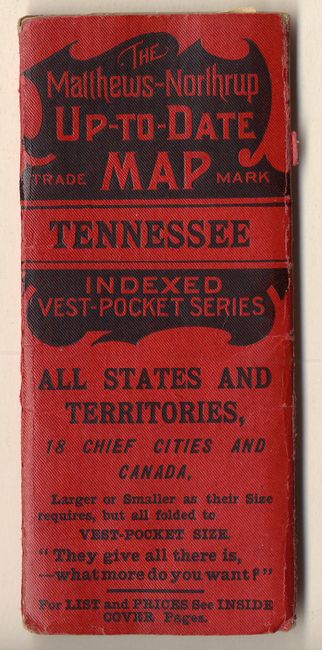 The
Matthews-Northrup
UP-TO-DATE
TRADE MAP MARK
TENNESSEE
INDEXED
VEST-POCKET SERIES
ALL STATES AND
TERRITORIES,
18 CHIEF CITIES AND
CANADA,
Larger or Smaller as their Size
requires, but all folded to
VEST-POCKET SIZE.
"They give all there is,
—what more do you want?"
For LIST and PRICES See INSIDE
COVER Pages.